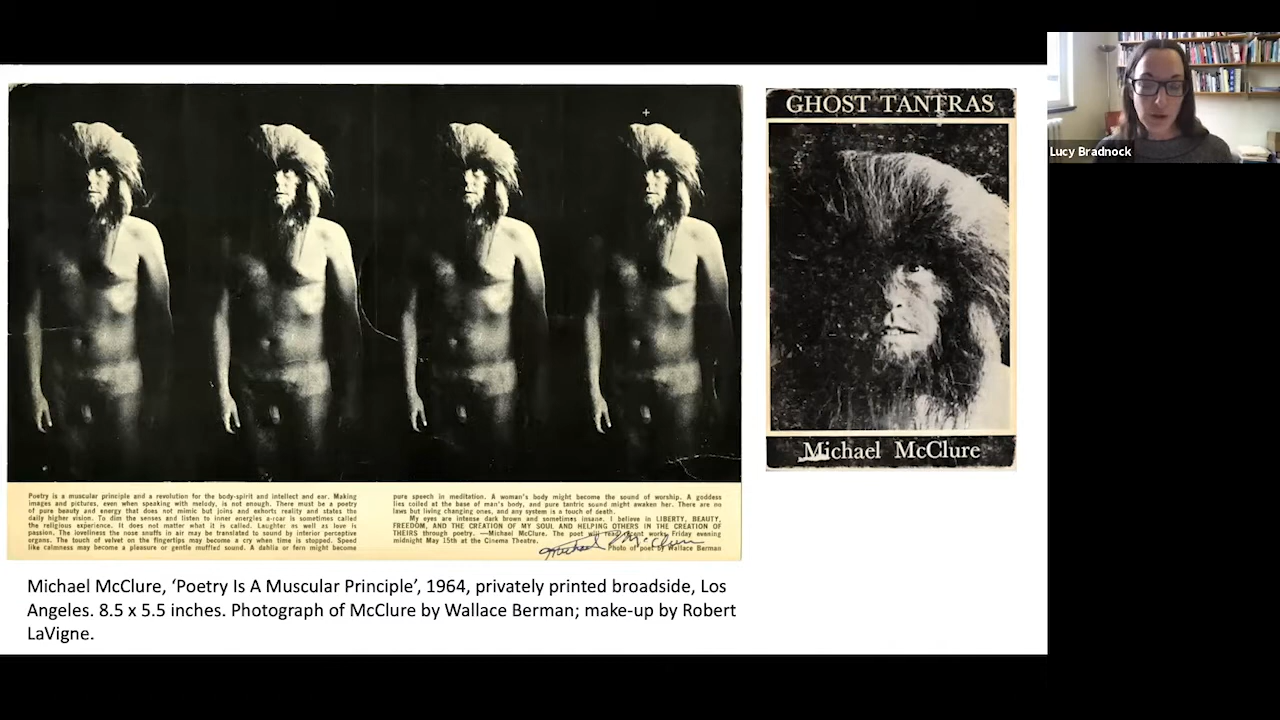 Poetry is a muscular principle and a revolution for the body-spirit and intellect and ear. Making
images and pictures, even when speaking with melody, is not enough. There must be a poetry
of pure beauty and energy that does not mimic but joins and exhorts reality and states the
daily higher vision. To dim the senses and listen to inner energies a-roar is sometimes called
the religious experience. It does not matter what it is called. Laughter as well as love is
passion. The loveliness the nose snuffs in air may be translated to sound by interior perceptive
organs. The touch of velvet on the fingertips may become a cry when time is stopped. Speed
like calmness may become a pleasure or gentle muffled sound. A dahlia or fern might become
pure speech in meditation. A woman's body might become the sound of worship. A goddess
lies coiled at the base of man's body, and pure tantric sound might awaken her. There are no
laws but living changing ones, and any system is a touch of death.
My eyes are intense dark brown and sometimes insane. I believe in LIBERTY, BEAUTY,
FREEDOM, AND THE CREATION OF MY SOUL AND HELPING OTHERS IN THE CREATION OF
THEIRS through poetry. —Michael McClure. The poet will read recent works Friday evening
midnight May 15th at the Cinema Theatre.
Michael McClure
Photo of poet by Wallace Berman
GHOST TANTRAS
Michael McClure
Michael McClure, ‘Poetry Is A Muscular Principle’, 1964, privately printed broadside, Los
Angeles. 8.5 x 5.5 inches. Photograph of McClure by Wallace Berman; make-up by Robert
LaVigne.
Lucy Bradnock